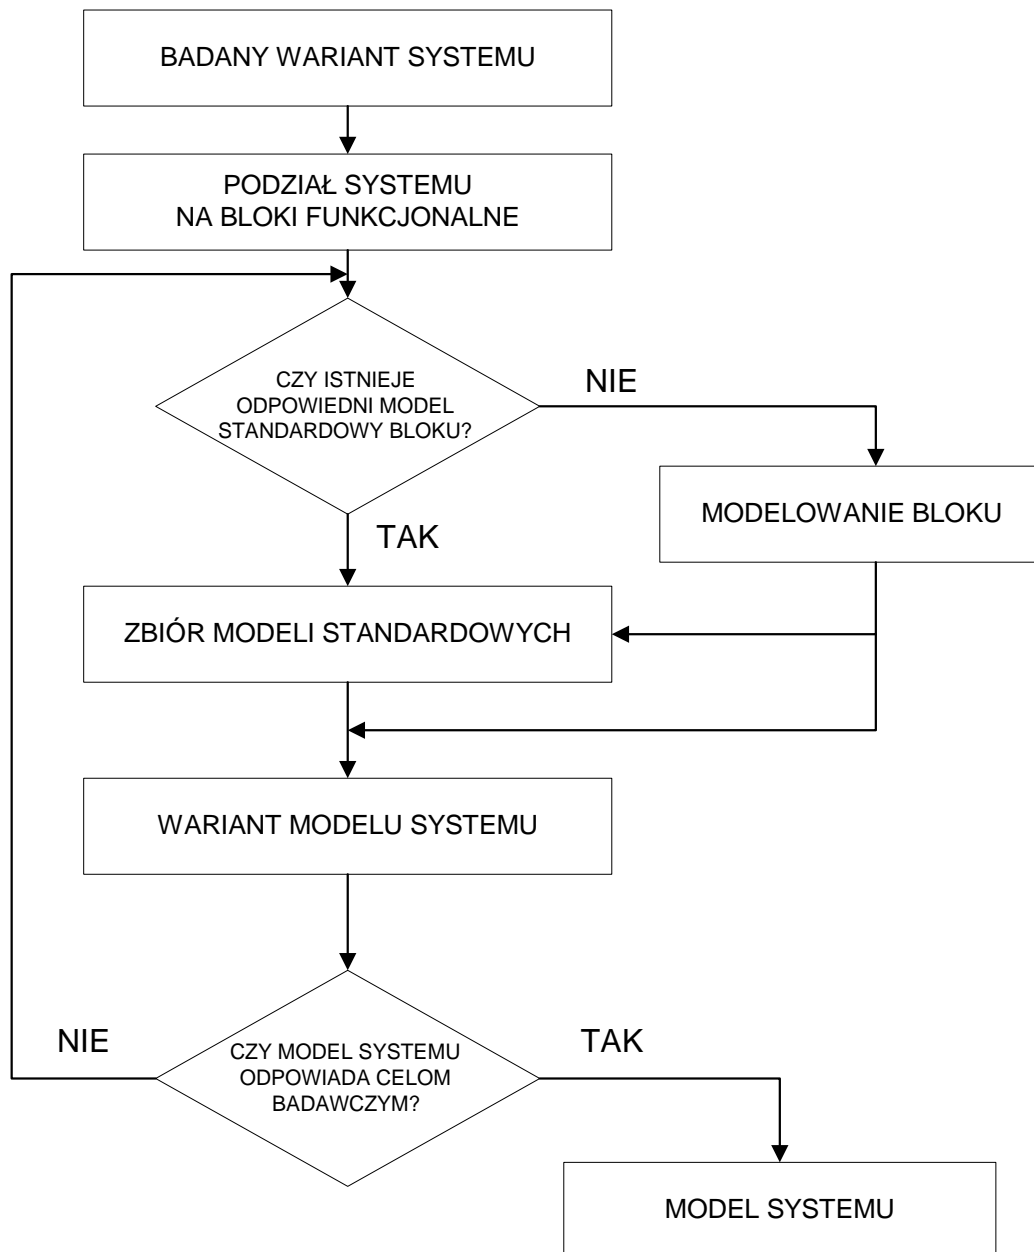 BADANY WARIANT SYSTEMU
PODZIAŁ SYSTEMU
NA BLOKI FUNKCJONALNE
CZY ISTNIEJE
ODPOWIEDNI MODEL
STANDARDOWY BLOKU?
NIE
MODELOWANIE BLOKU
TAK
ZBIÓR MODELI STANDARDOWYCH
WARIANT MODELU SYSTEMU
NIE
CZY MODEL SYSTEMU
ODPOWIADA CELOM
BADAWCZYM?
TAK
MODEL SYSTEMU